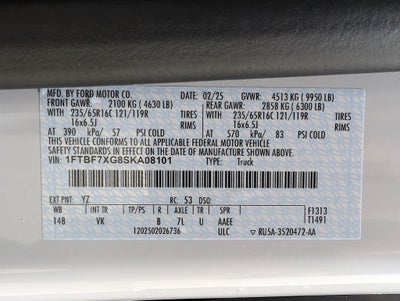 MFD. BY FORD MOTOR CO. 02/25 GVWR: 4513 KG ( 9950 LB)
FRONT GAWR: 2100 KG ( 4630 LB) REAR GAWR: 2858 KG ( 6300 LB)
WITH 235/65R16C 121/119R TIRES WITH 235/65R16C 121/119R TIRES
16x6.5J RIMS 16x6.5J RIMS
AT 390 kPa/ 57 PSI COLD AT 570 kPa/ 83 PSI COLD
THIS VEHICLE CONFORMS TO ALL APPLICABLE FEDERAL MOTOR VEHICLE
SAFETY STANDARDS IN EFFECT ON THE DATE OF MANUFACTURE SHOWN ABOVE.
VIN: 1FTBF7XG8SKA08101 TYPE: Truck
EXT PNT: YZ RC: 53 DSO:
WB INT TR TP/PS R AXLE TR SPR F1313
148 VK B 7L U AAEE T1491
1202502026736 ULC RU5A-3520472-AA